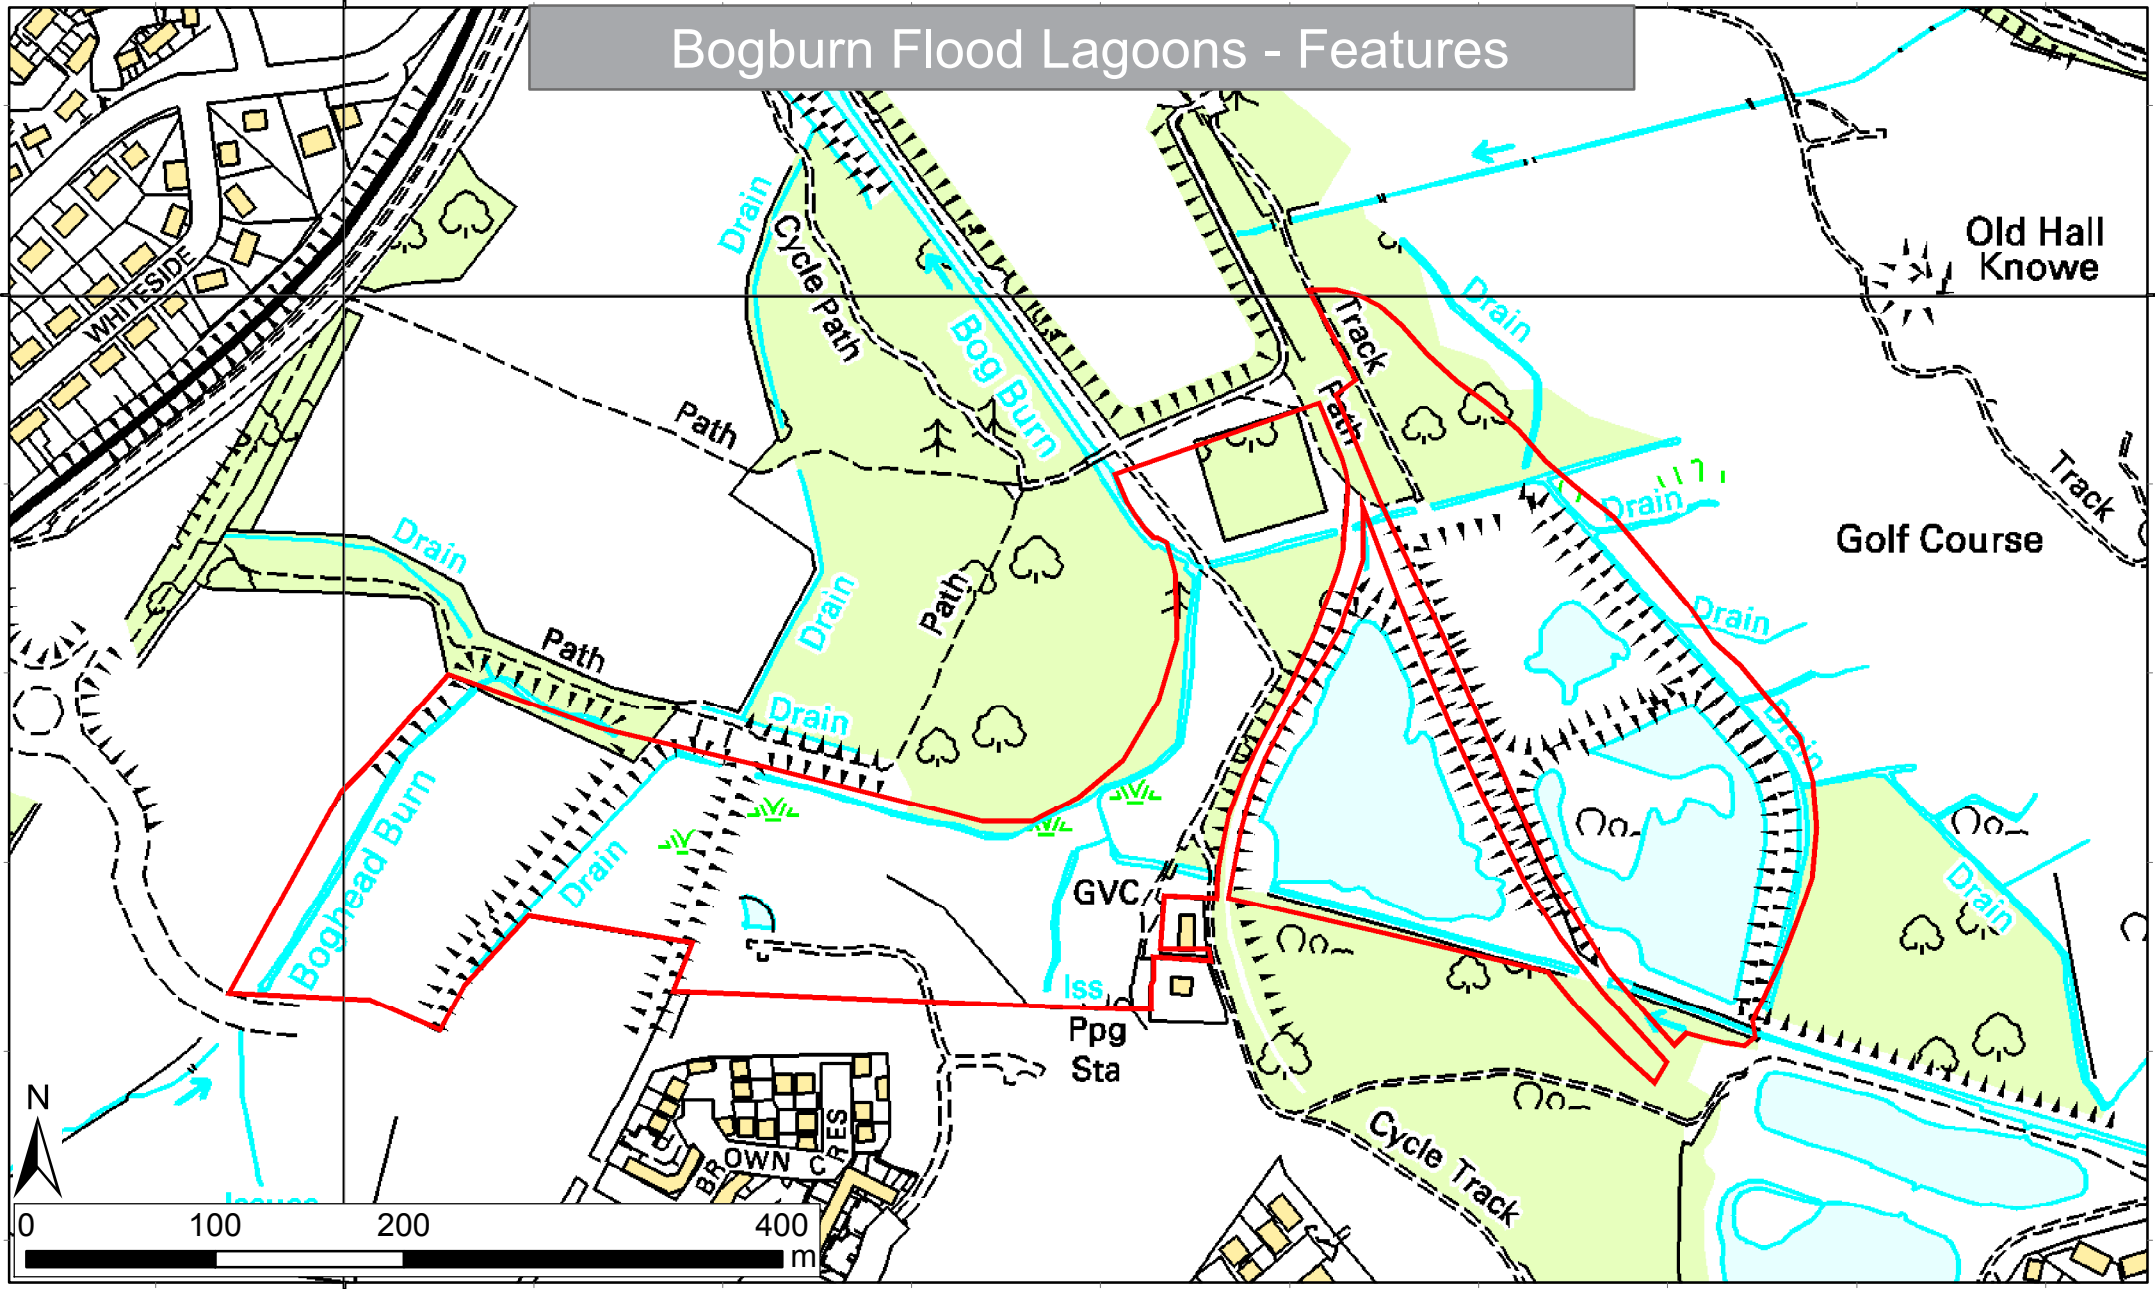 Bogburn Flood Lagoons - Features
Drain
Cycle Path
WHITESIDE
Old Hall
Knowe
Drain
Track
Bog Burn
Path
Path
Track
Drain
Golf Course
Drain
Drain
Path
Path
Drain
Drain
Drain
Drain
Boghead Burn
Drain
GVC
Drain
Iss
Ppg
Sta
N
BROWN CRES
Cycle Track
0 100 200 400
m